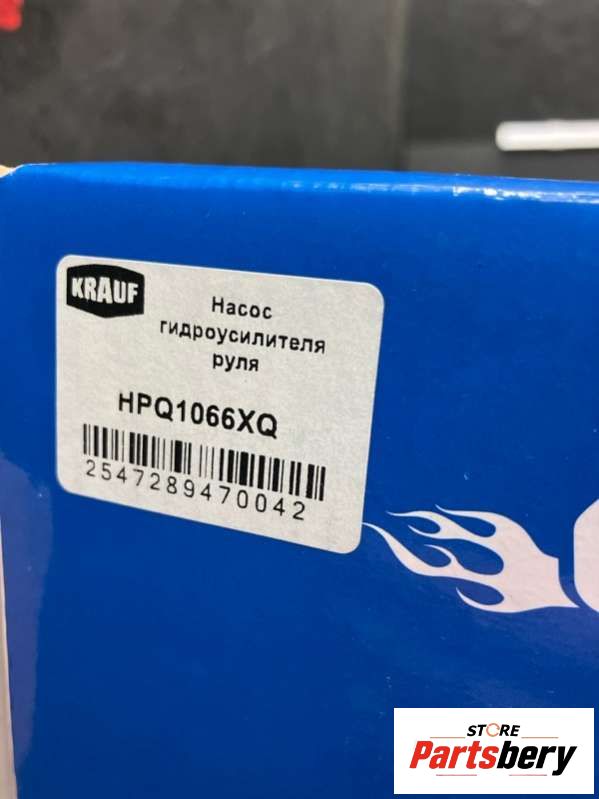 KRAUF
Насос
гидроусилителя
руля
HPQ1066XQ
2547289470042
STORE
Partsbery